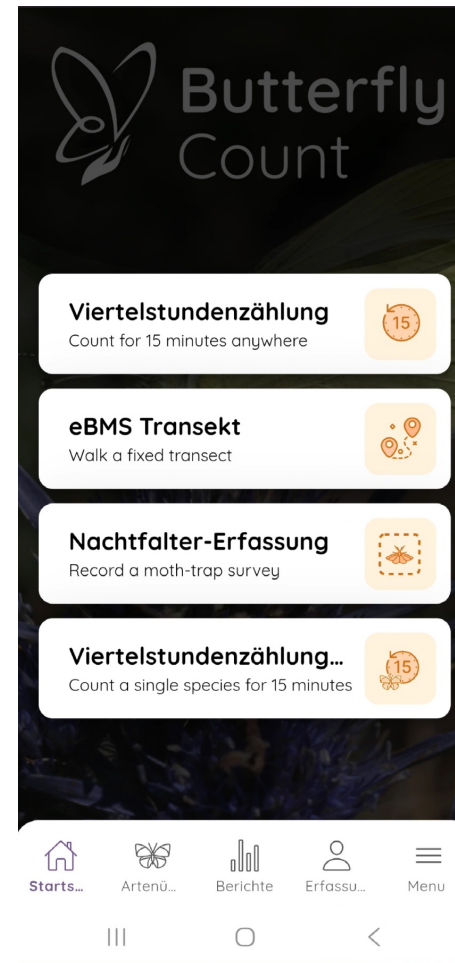 Butterfly
Count
Viertelstundenzählung
Count for 15 minutes anywhere
15
eBMS Transekt
Walk a fixed transect
Nachtfalter-Erfassung
Record a moth-trap survey
Viertelstundenzählung...
Count a single species for 15 minutes
15
Starts...
Artenü...
Berichte
Erfassu...
Menu